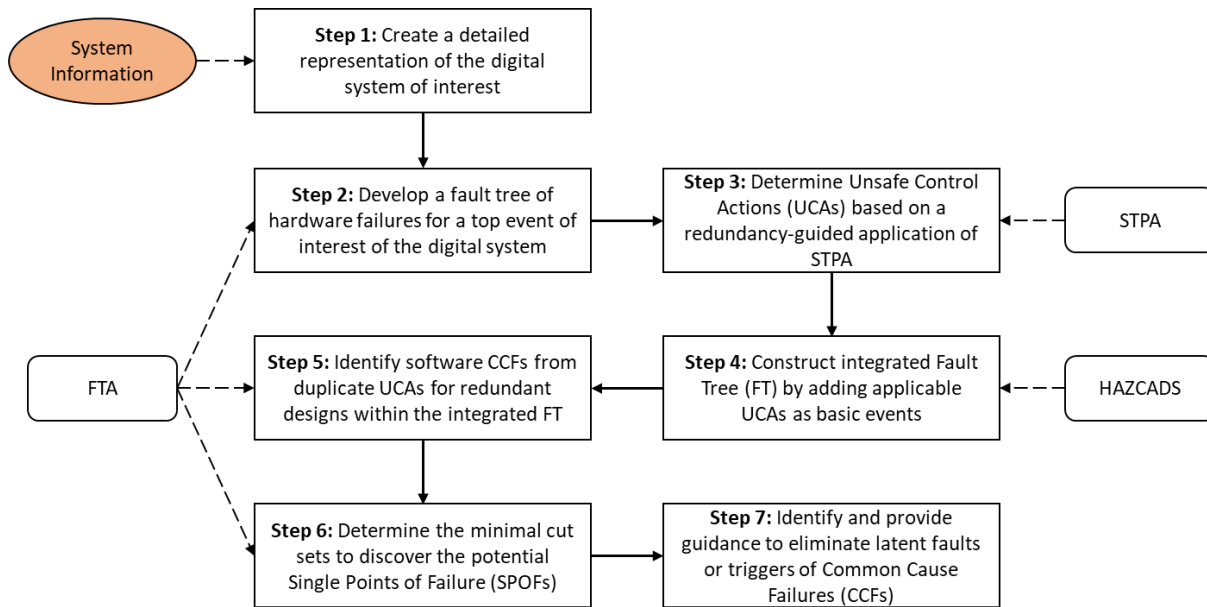 System
Information
Step 1: Create a detailed
representation of the digital
system of interest
Step 2: Develop a fault tree of
hardware failures for a top event of
interest of the digital system
Step 3: Determine Unsafe Control
Actions (UCAs) based on a
redundancy-guided application of
STPA
STPA
FTA
Step 5: Identify software CCFs from
duplicate UCAs for redundant
designs within the integrated FT
Step 4: Construct integrated Fault
Tree (FT) by adding applicable
UCAs as basic events
HAZCADS
Step 6: Determine the minimal cut
sets to discover the potential
Single Points of Failure (SPOFs)
Step 7: Identify and provide
guidance to eliminate latent faults
or triggers of Common Cause
Failures (CCFs)